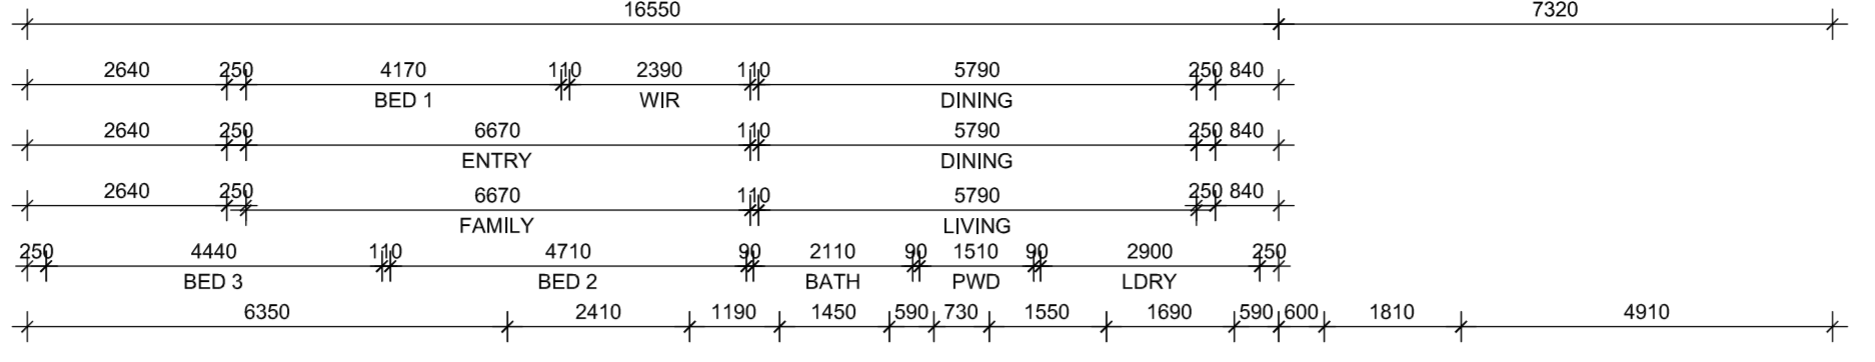 16550 7320
2640 250 4170 110 2390 110 5790 250 840
BED 1 WIR DINING
2640 250 6670 110 5790 250 840
ENTRY DINING
2640 250 6670 110 5790 250 840
FAMILY LIVING
250 4440 110 4710 90 2110 90 1510 90 2900 250
BED 3 BED 2 BATH PWD LDRY
6350 2410 1190 1450 590 730 1550 1690 590 600 1810 4910